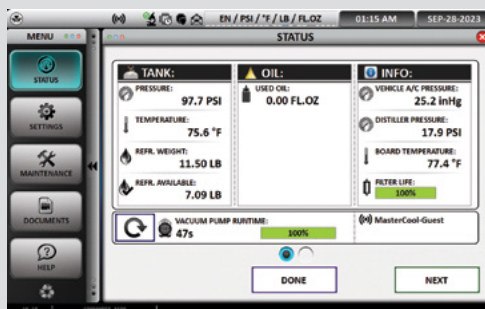 EN / PSI / °F / LB / FL.OZ
01:15 AM
SEP-28-2023
MENU
STATUS
STATUS
SETTINGS
MAINTENANCE
DOCUMENTS
HELP
TANK:
PRESSURE:
97.7 PSI
TEMPERATURE:
75.6 °F
REFR. WEIGHT:
11.50 LB
REFR. AVAILABLE:
7.09 LB
OIL:
USED OIL:
0.00 FL.OZ
INFO:
VEHICLE A/C PRESSURE:
25.2 inHg
DISTILLER PRESSURE:
17.9 PSI
BOARD TEMPERATURE:
77.4 °F
FILTER LIFE:
100%
VACUUM PUMP RUNTIME:
47s
100%
MasterCool-Guest
DONE
NEXT